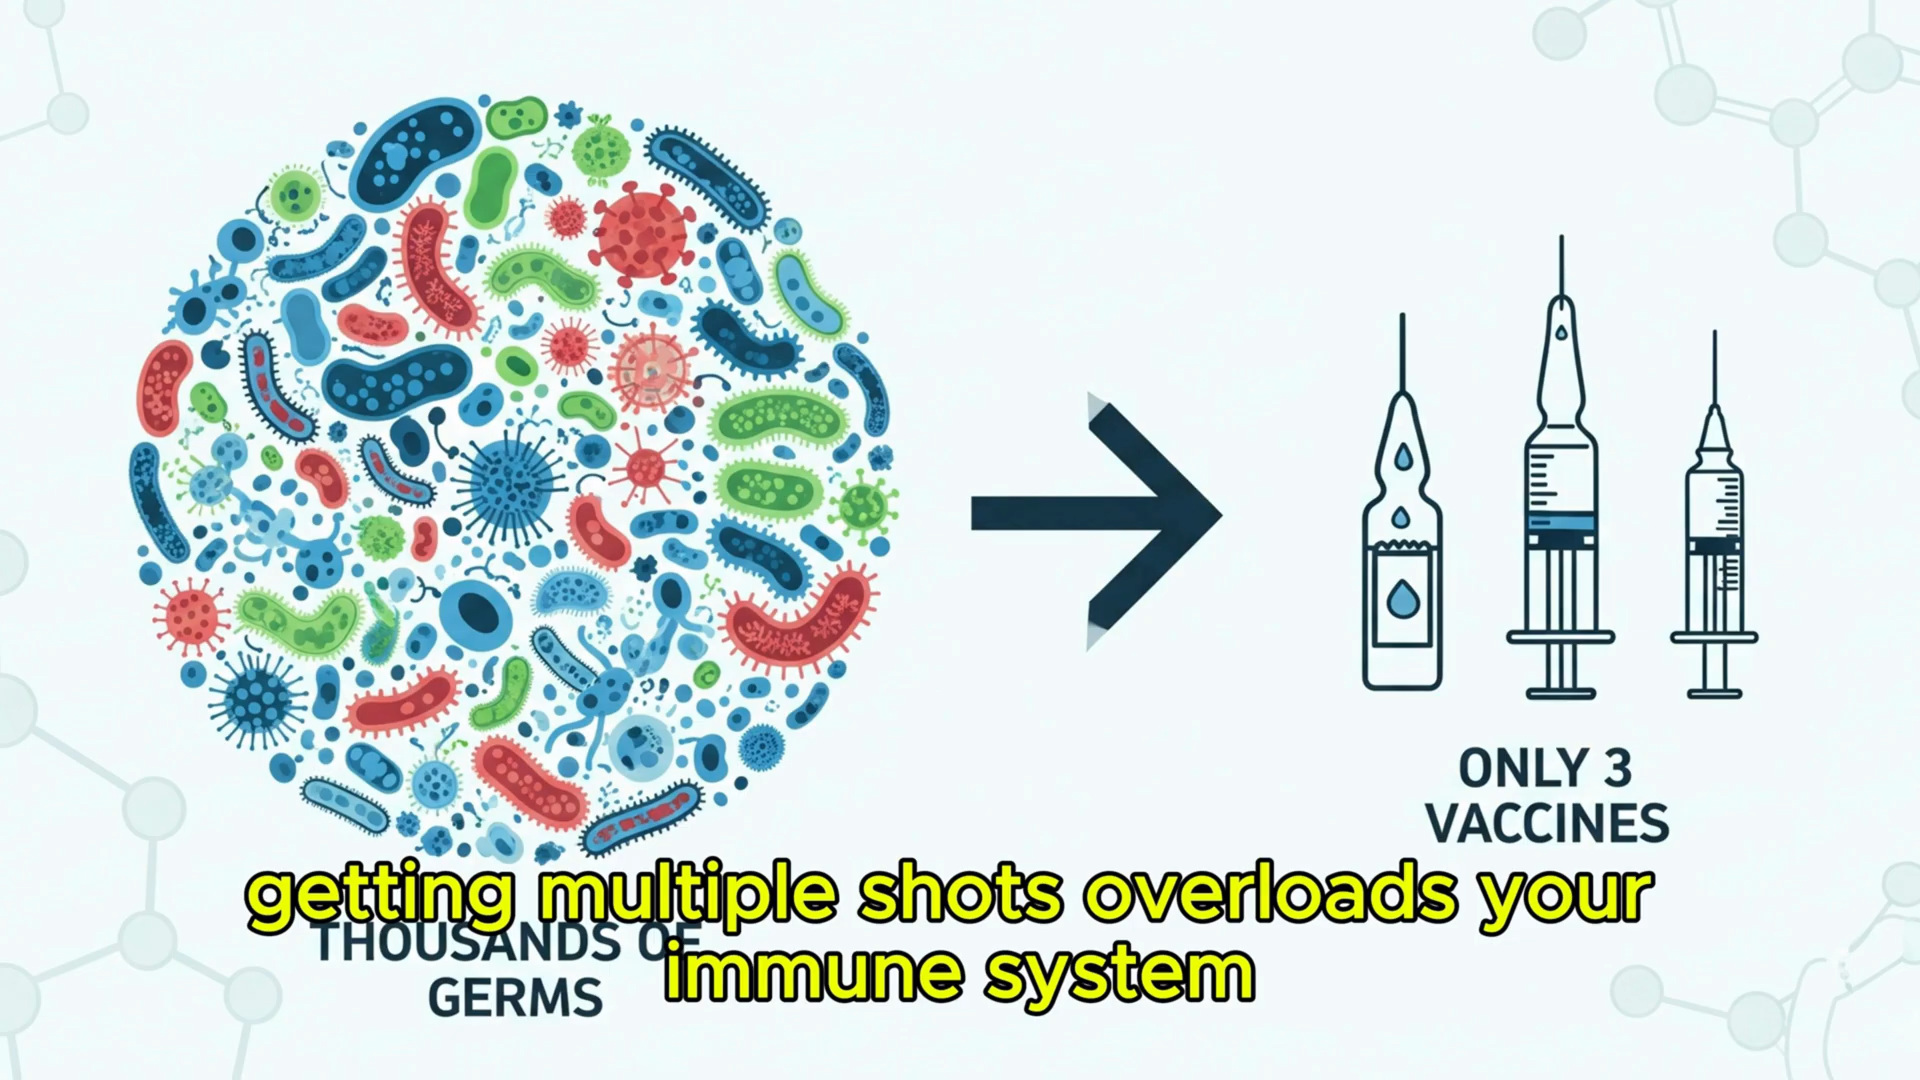 ONLY 3
VACCINES
getting multiple shots overloads your
immune system
THOUSANDS OF
GERMS